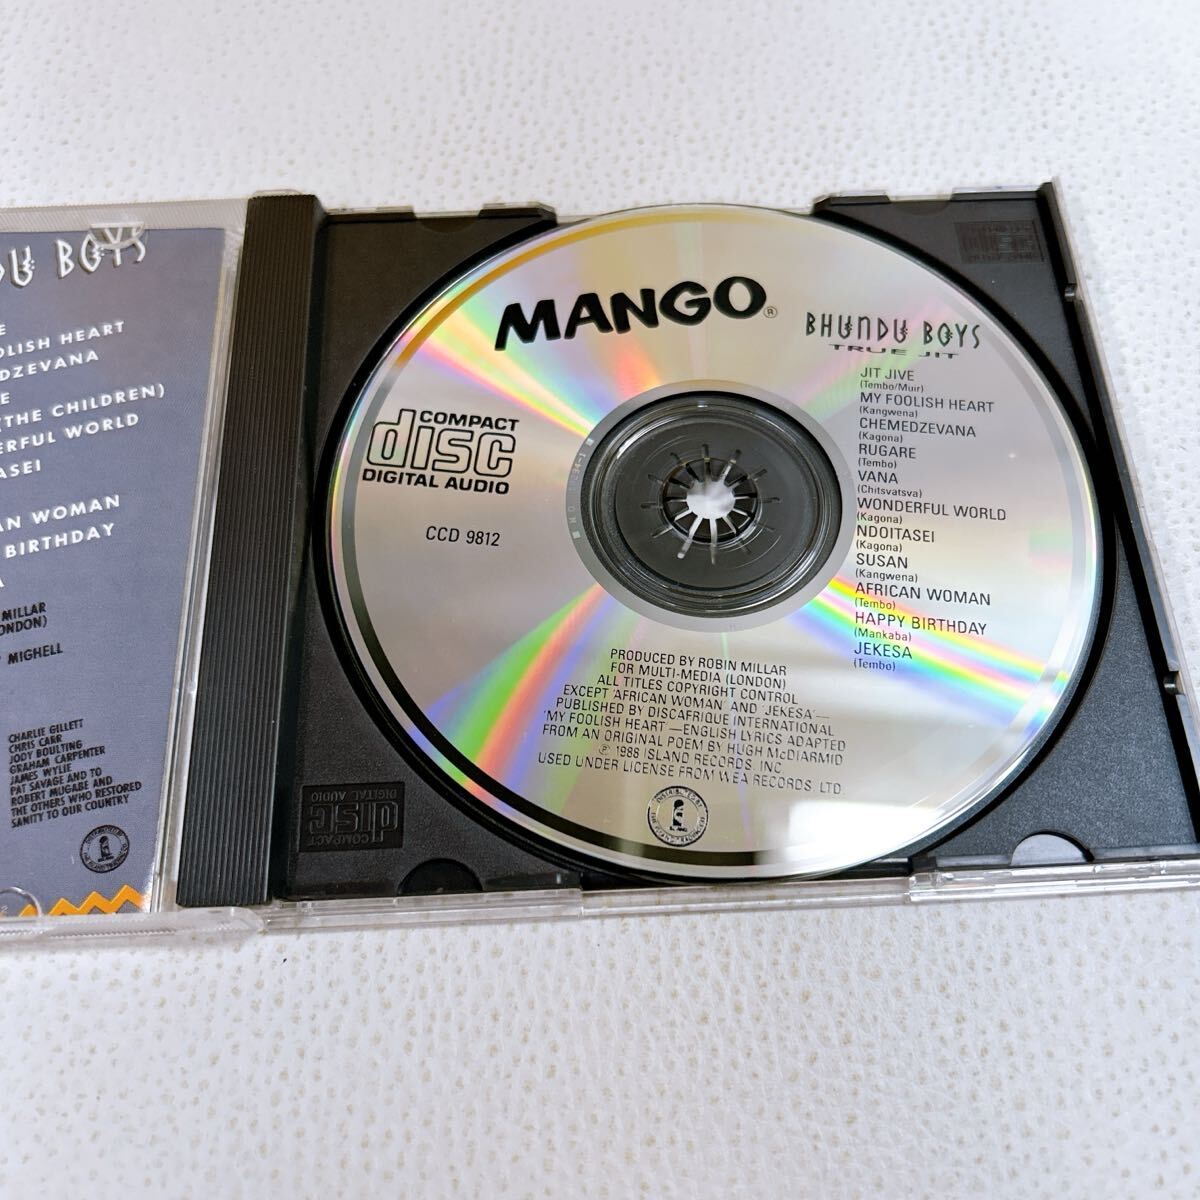 BOYS
OLISH HEART
EDZEVANA
(THE CHILDREN)
ERFUL WORLD
TASEI
AN WOMAN
BIRTHDAY
MILLAR
ONDON)
MIGHELL
CHARLIE GILLETT
CHRIS CARR
JODY BOULTING
GRAHAM CARPENTER
JAMES WYLIE
PAT SAVAGE AND TO
ROBERT MUGABE AND
THE OTHERS WHO RESTORED
SANITY TO OUR COUNTRY
MANGO®
BHUNDU BOYS
TRUE JIT
COMPACT
disc
DIGITAL AUDIO
CCD 9812
JIT JIVE
(Tembo/Muir)
MY FOOLISH HEART
(Kangwena)
CHEMEDZEVANA
(Kagona)
RUGARE
(Tembo)
VANA
(Chitsvatsva)
WONDERFUL WORLD
(Kagona)
NDOITASEI
(Kagona)
SUSAN
(Kangwena)
AFRICAN WOMAN
(Tembo)
HAPPY BIRTHDAY
(Mankaba)
JEKESA
(Tembo)
PRODUCED BY ROBIN MILLAR
FOR MULTI-MEDIA (LONDON)
ALL TITLES COPYRIGHT CONTROL
EXCEPT 'AFRICAN WOMAN' AND 'JEKESA'—
PUBLISHED BY DISCAFRIQUE INTERNATIONAL
'MY FOOLISH HEART'—ENGLISH LYRICS ADAPTED
FROM AN ORIGINAL POEM BY HUGH McDIARMID
℗ 1988 ISLAND RECORDS, INC
USED UNDER LICENSE FROM WEA RECORDS, LTD.
COMPACT
disc
DIGITAL AUDIO